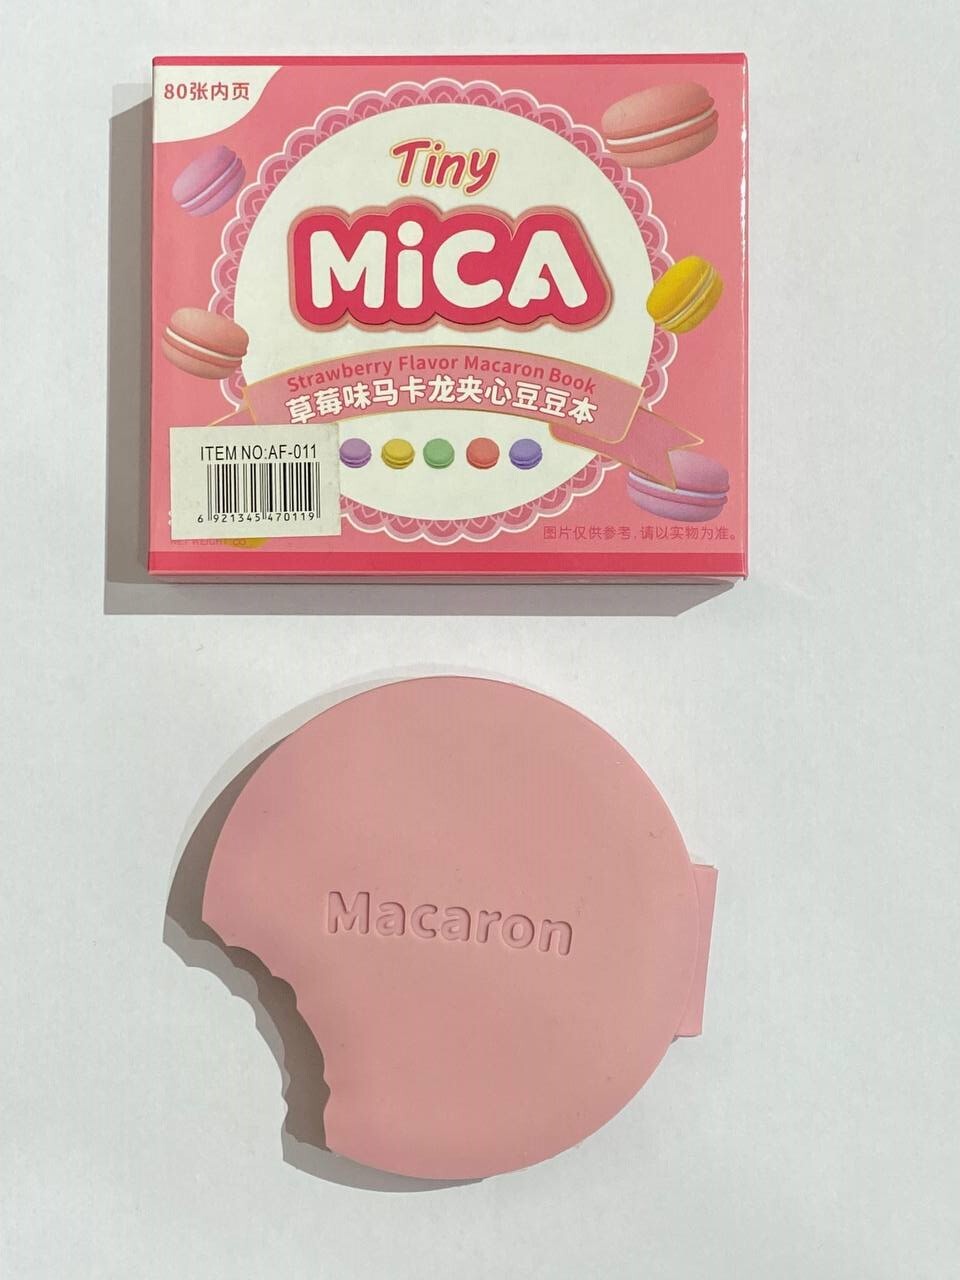 80张内页
Tiny
MiCA
Strawberry Flavor Macaron Book
草莓味马卡龙夹心豆豆本
ITEM NO:AF-011
6 921345 470119
图片仅供参考,请以实物为准。
Macaron